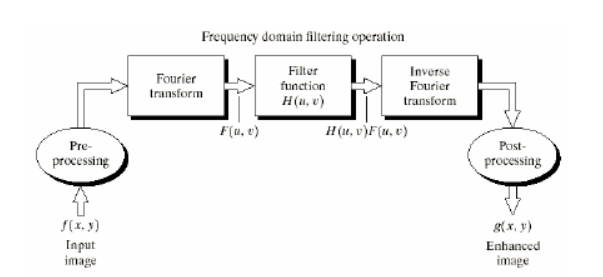 Frequency domain filtering operation
Fourier
transform
Filter
function
H(u, v)
Inverse
Fourier
transform
F(u, v)
H(u, v)F(u, v)
Pre-
processing
Post-
processing
f(x, y)
Input
image
g(x, y)
Enhanced
image